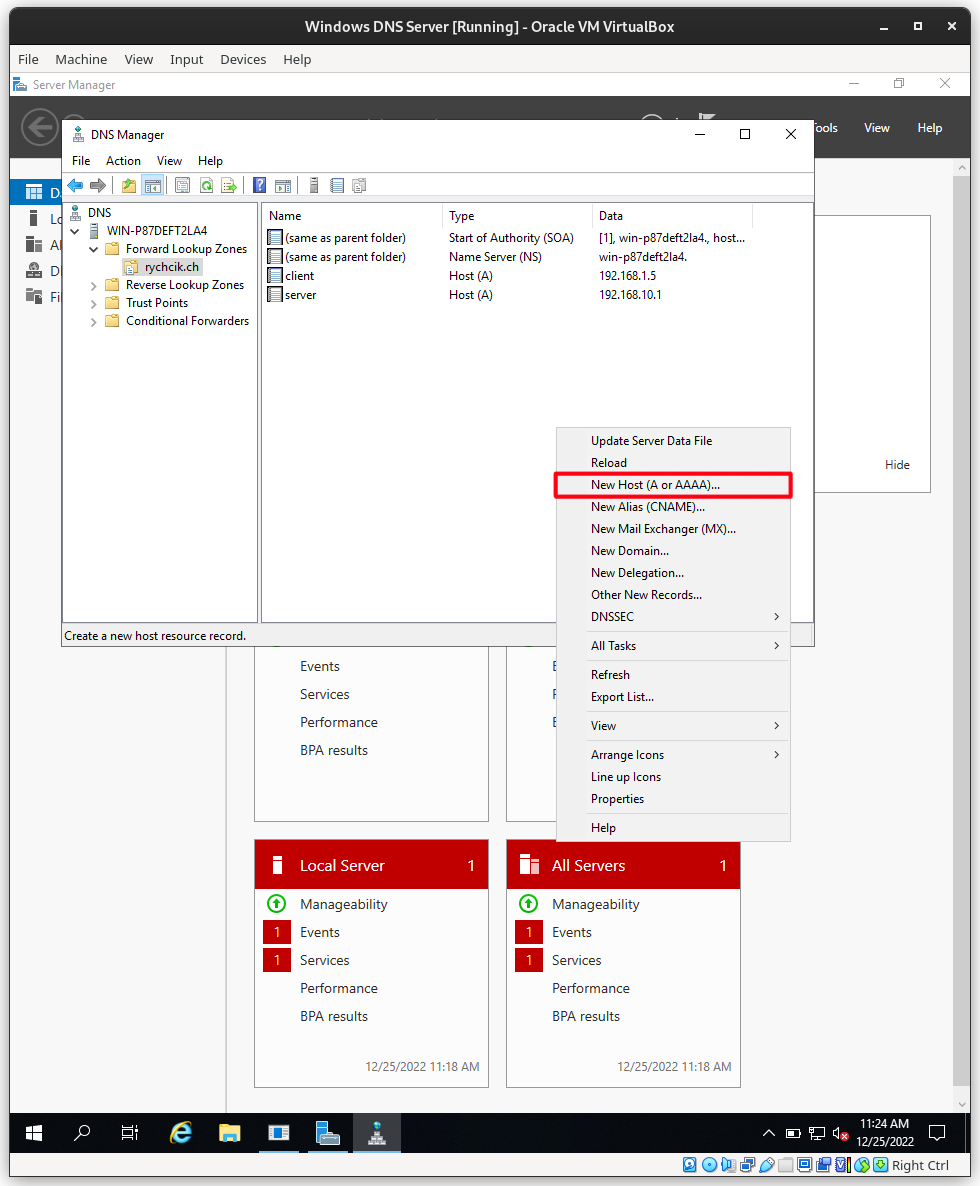 Windows DNS Server [Running] - Oracle VM VirtualBox
File Machine View Input Devices Help
Server Manager
Tools View Help
DNS Manager
File Action View Help
DNS
WIN-P87DEFT2LA4
Forward Lookup Zones
rychcik.ch
Reverse Lookup Zones
Trust Points
Conditional Forwarders
Name Type Data
(same as parent folder) Start of Authority (SOA) [1], win-p87deft2la4., host...
(same as parent folder) Name Server (NS) win-p87deft2la4.
client Host (A) 192.168.1.5
server Host (A) 192.168.10.1
Update Server Data File
Reload
New Host (A or AAAA)...
New Alias (CNAME)...
New Mail Exchanger (MX)...
New Domain...
New Delegation...
Other New Records...
DNSSEC
All Tasks
Refresh
Export List...
View
Arrange Icons
Line up Icons
Properties
Help
Hide
Create a new host resource record.
Events
Services
Performance
BPA results
Local Server 1
Manageability
1 Events
1 Services
Performance
BPA results
12/25/2022 11:18 AM
All Servers 1
Manageability
1 Events
1 Services
Performance
BPA results
12/25/2022 11:18 AM
11:24 AM
12/25/2022
Right Ctrl